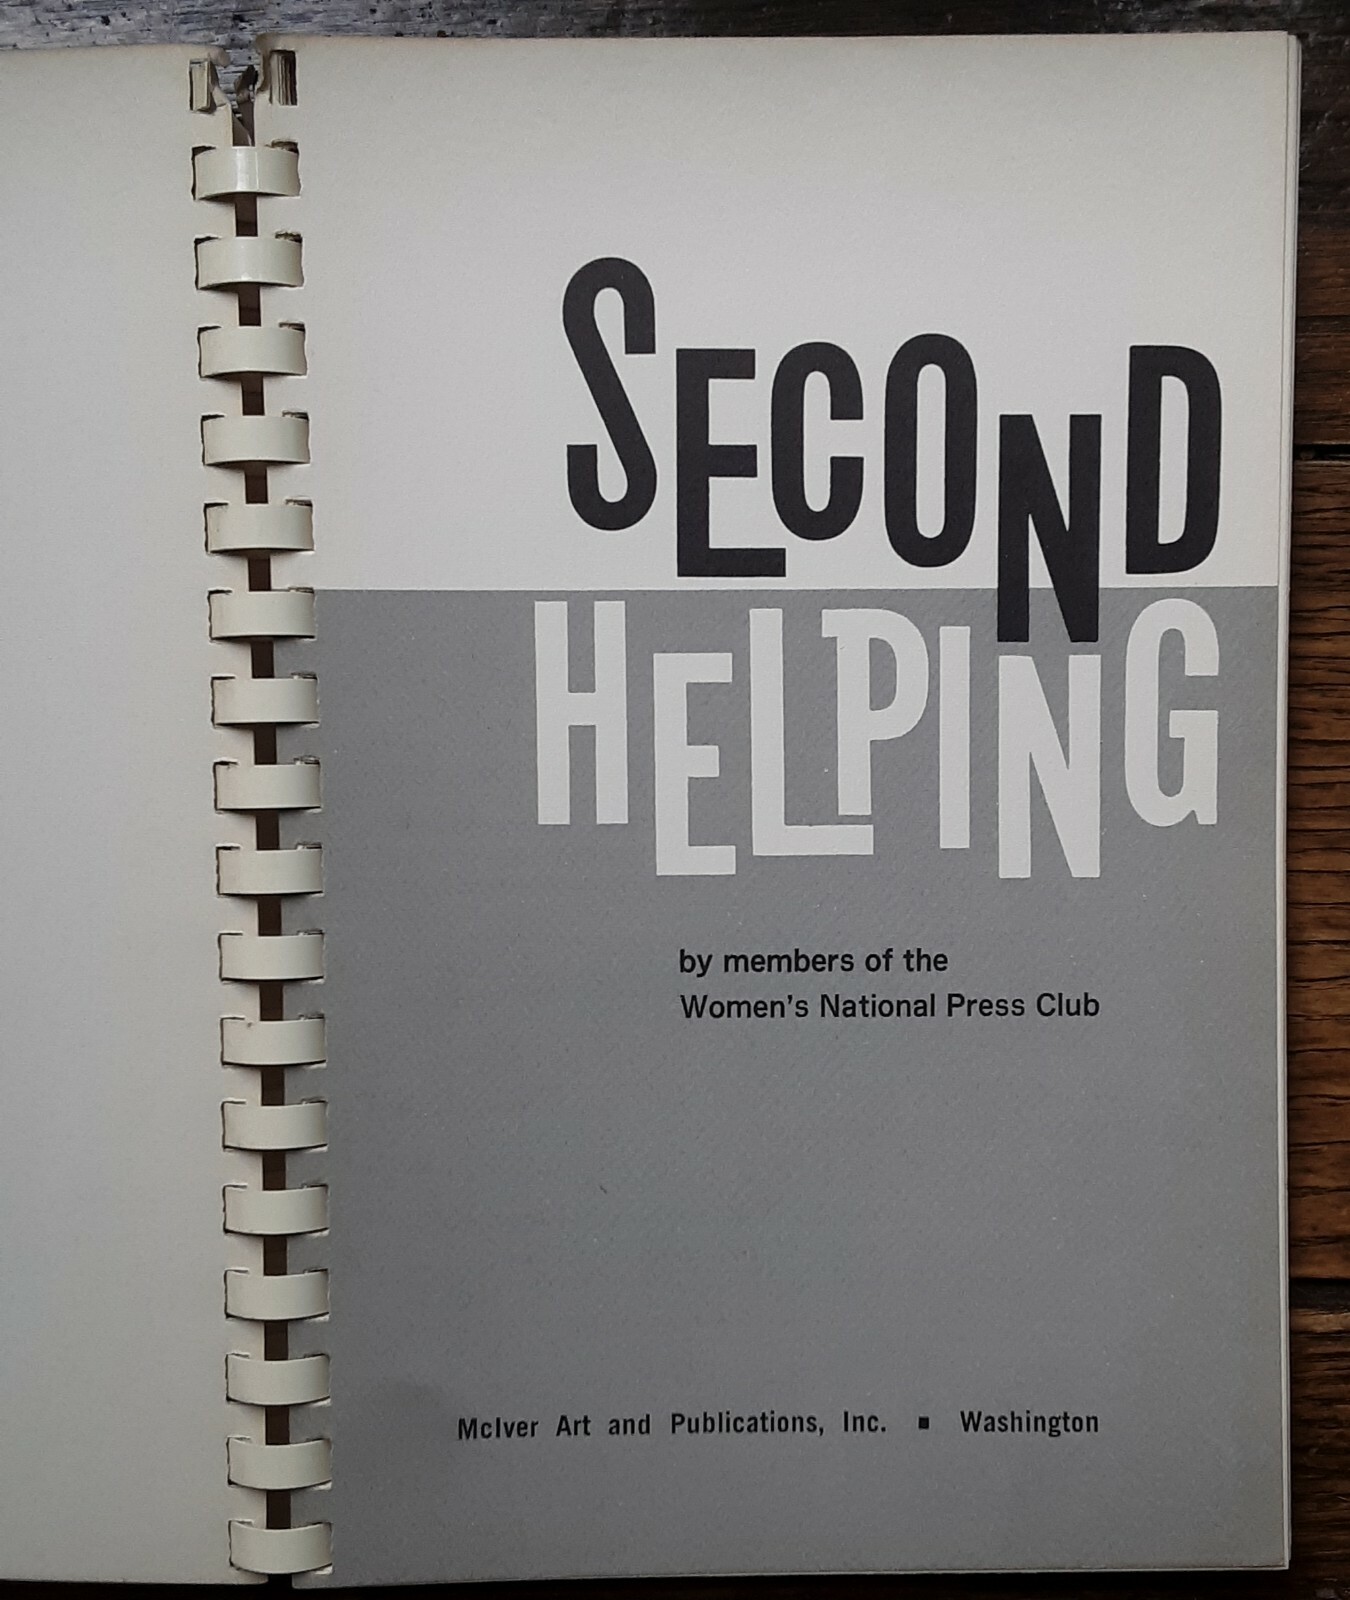 SECOND
HELPING
by members of the
Women's National Press Club
McIver Art and Publications, Inc. ▪ Washington